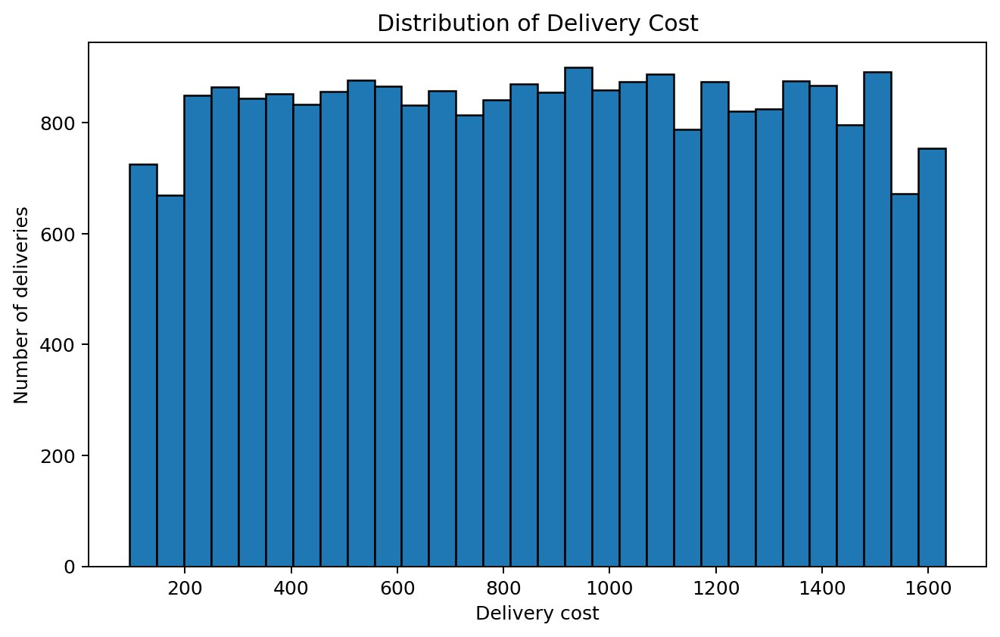 Distribution of Delivery Cost
800
600
400
200
0
Number of deliveries
200 400 600 800 1000 1200 1400 1600
Delivery cost